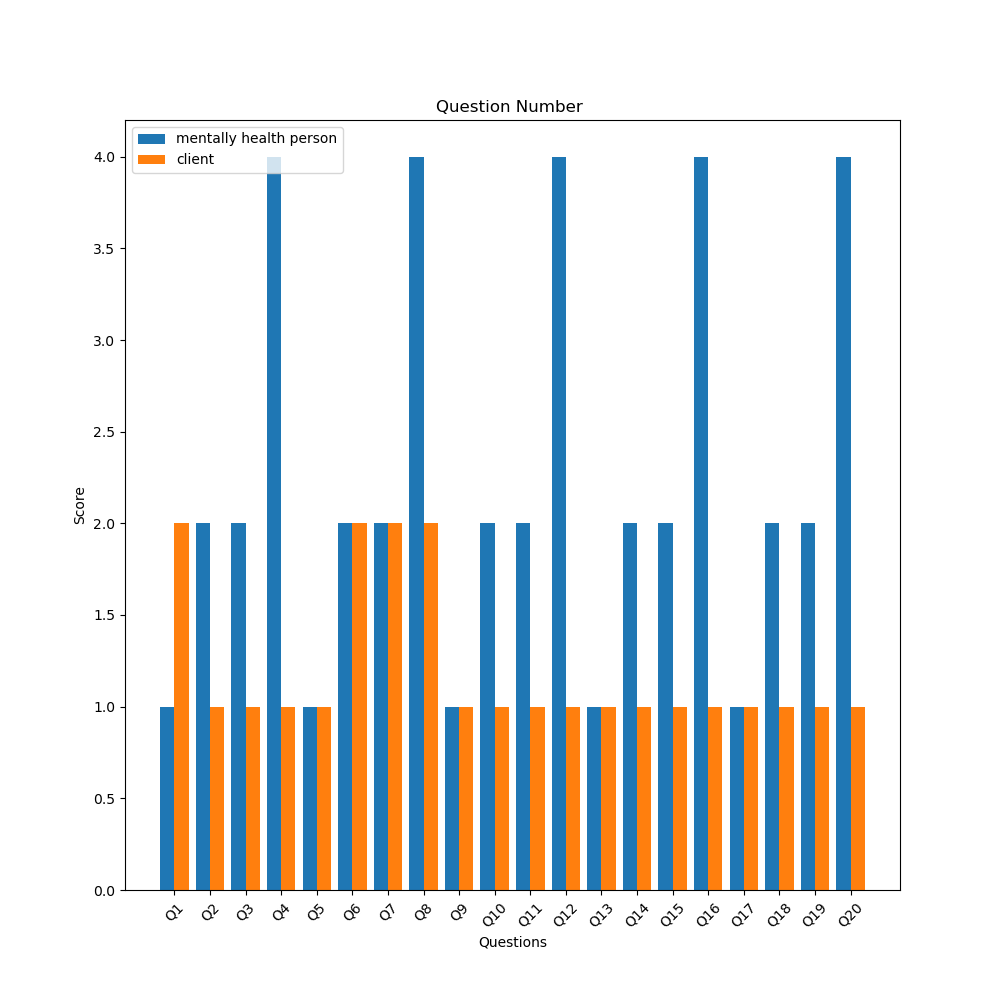 Question Number
mentally health person
client
4.0
3.5
3.0
2.5
2.0
1.5
1.0
0.5
0.0
Score
Q1 Q2 Q3 Q4 Q5 Q6 Q7 Q8 Q9 Q10 Q11 Q12 Q13 Q14 Q15 Q16 Q17 Q18 Q19 Q20
Questions